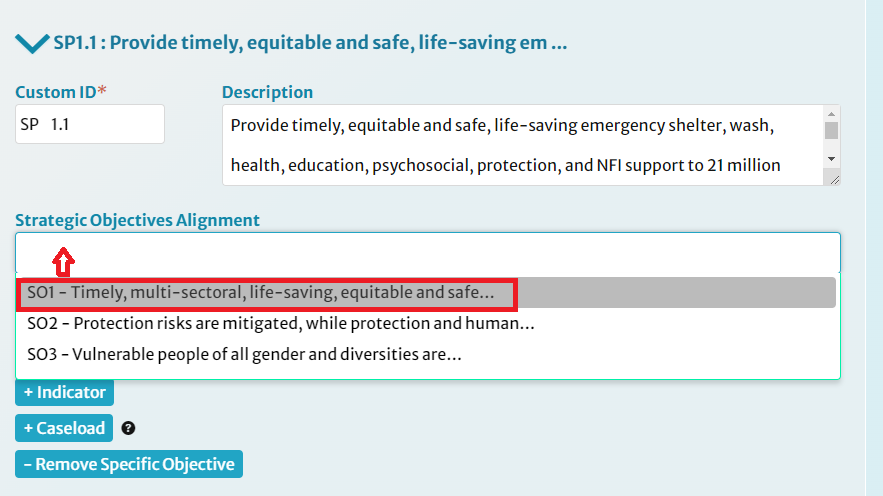 SP1.1 : Provide timely, equitable and safe, life-saving em ...
Custom ID*
Description
SP 1.1
Provide timely, equitable and safe, life-saving emergency shelter, wash,
health, education, psychosocial, protection, and NFI support to 21 million
Strategic Objectives Alignment
SO1 - Timely, multi-sectoral, life-saving, equitable and safe...
SO2 - Protection risks are mitigated, while protection and human...
SO3 - Vulnerable people of all gender and diversities are...
+ Indicator
+ Caseload ?
- Remove Specific Objective